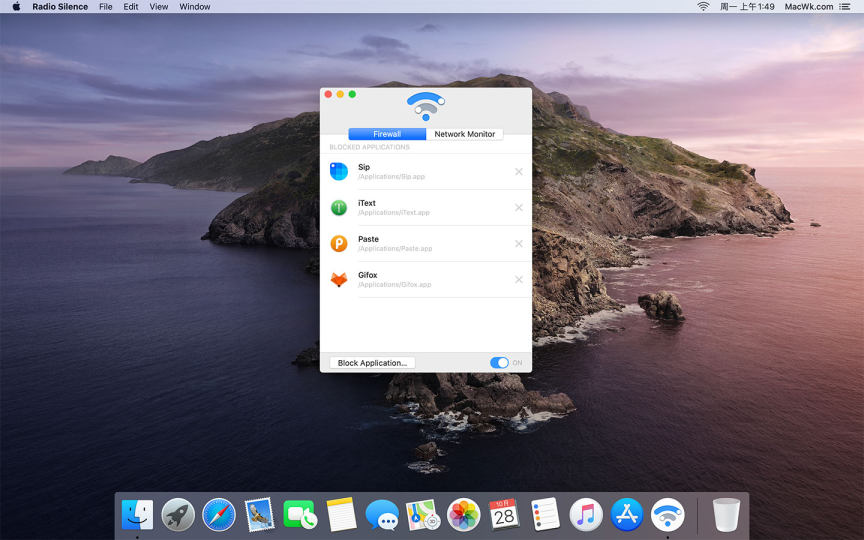 Radio Silence File Edit View Window 周一 上午1:49 MacWk.com
Firewall Network Monitor
BLOCKED APPLICATIONS
Sip
/Applications/Sip.app
iText
/Applications/iText.app
Paste
/Applications/Paste.app
Gifox
/Applications/Gifox.app
Block Application... ON
10月
28
3D